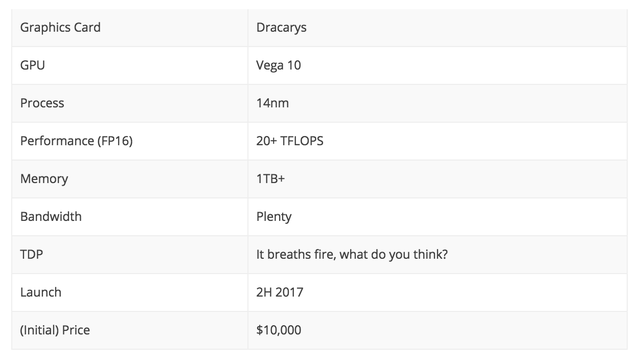 Graphics Card Dracarys
GPU Vega 10
Process 14nm
Performance (FP16) 20+ TFLOPS
Memory 1TB+
Bandwidth Plenty
TDP It breaths fire, what do you think?
Launch 2H 2017
(Initial) Price $10,000